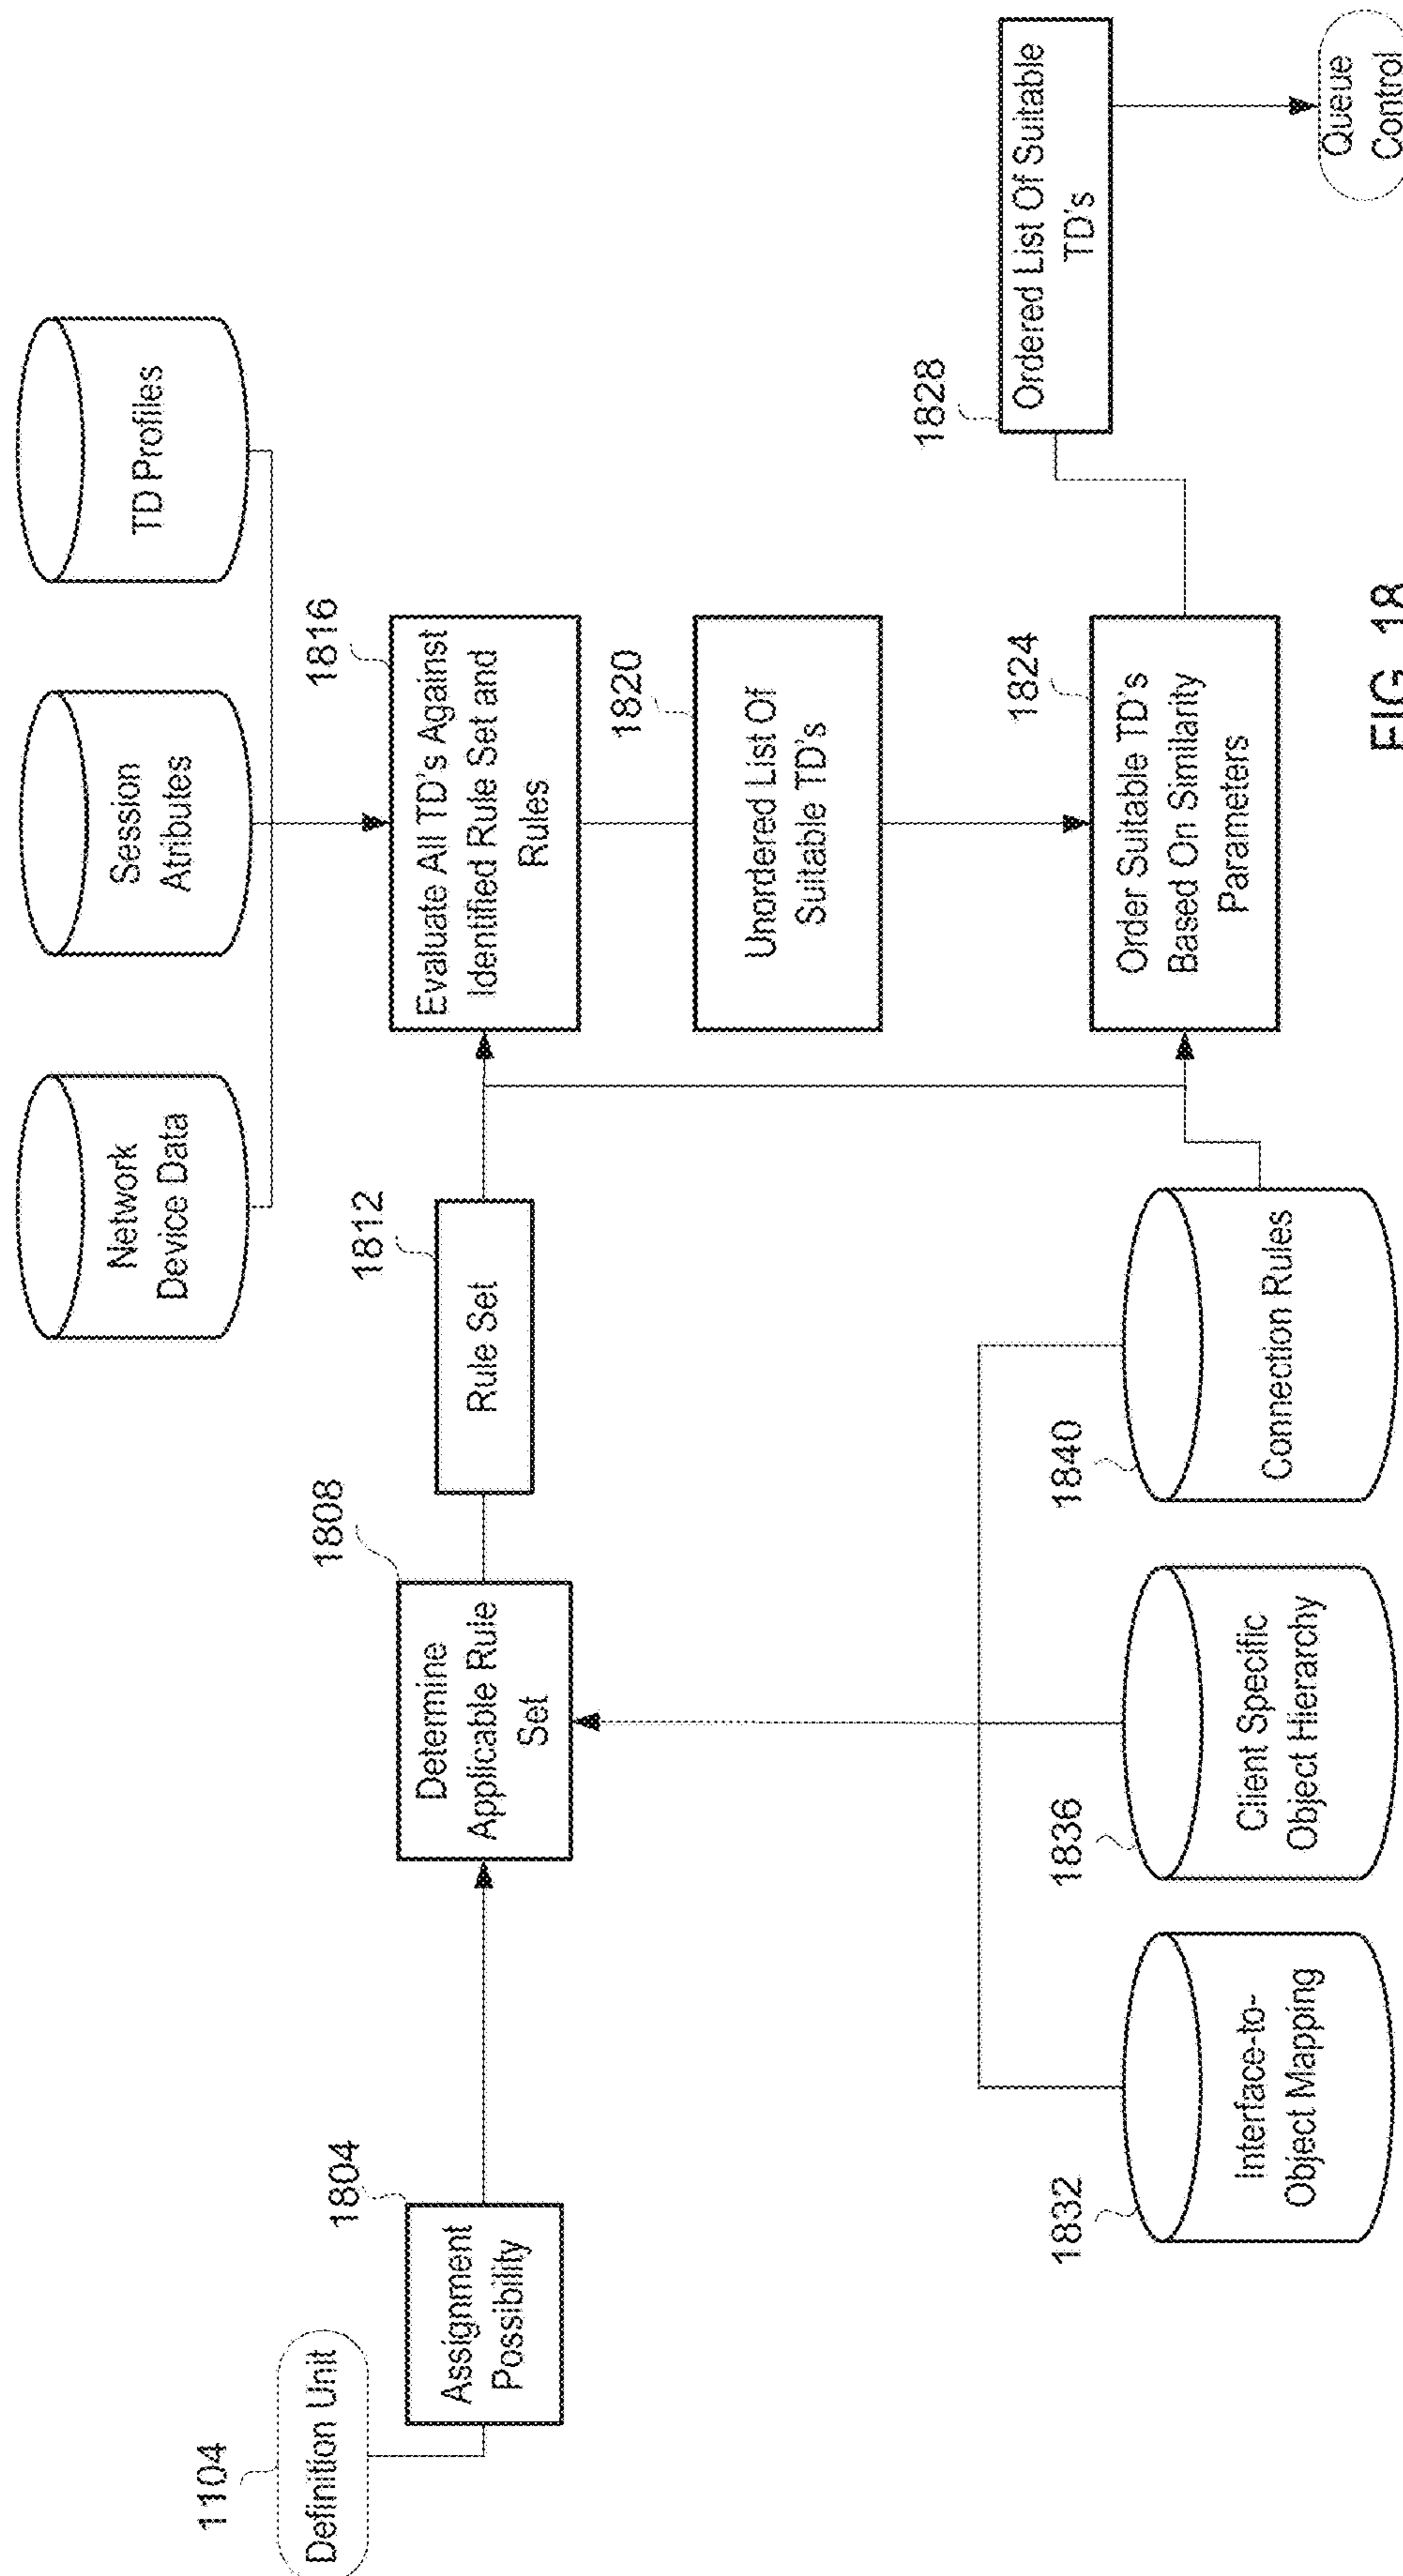 1104
Definition Unit
1804
Assignment
Possibility
1808
Determine
Applicable Rule
Set
1812
Rule Set
Network
Device Data
Session
Atributes
TD Profiles
1816
Evaluate All TD's Against
Identified Rule Set and
Rules
1820
Unordered List Of
Suitable TD's
1824
Order Suitable TD's
Based On Similarity
Parameters
1828
Ordered List Of Suitable
TD's
Queue
Control
1832
Interface-to-
Object Mapping
1836
Client Specific
Object Hierarchy
1840
Connection Rules
FIG. 18